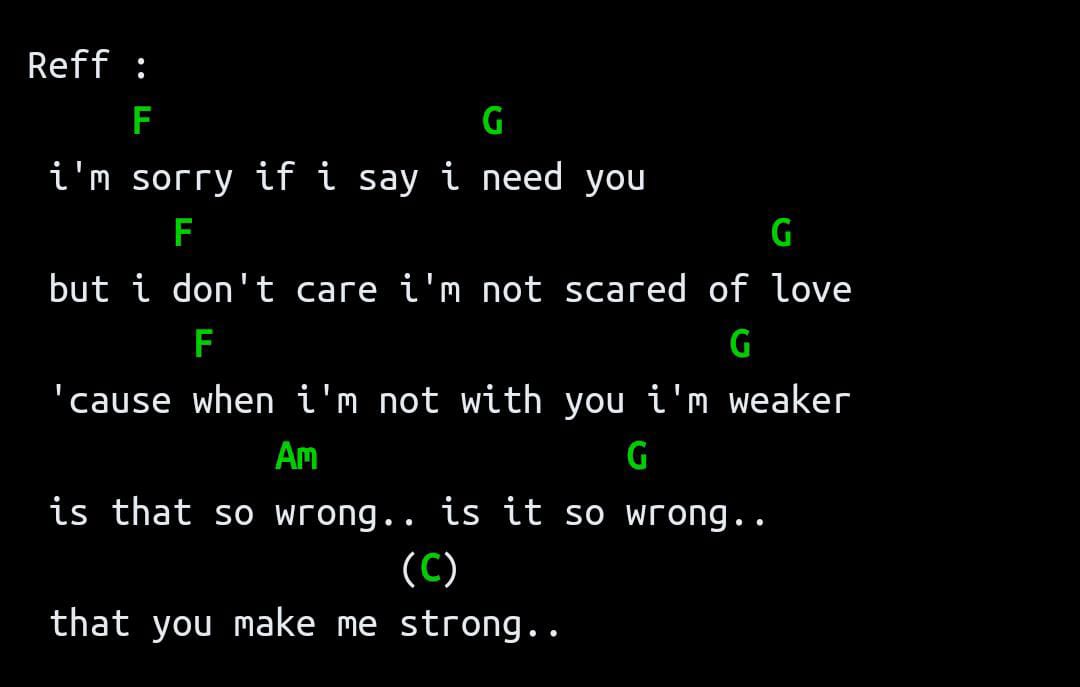 Reff :
F G
i'm sorry if i say i need you
F G
but i don't care i'm not scared of love
F G
'cause when i'm not with you i'm weaker
Am G
is that so wrong.. is it so wrong..
(C)
that you make me strong..